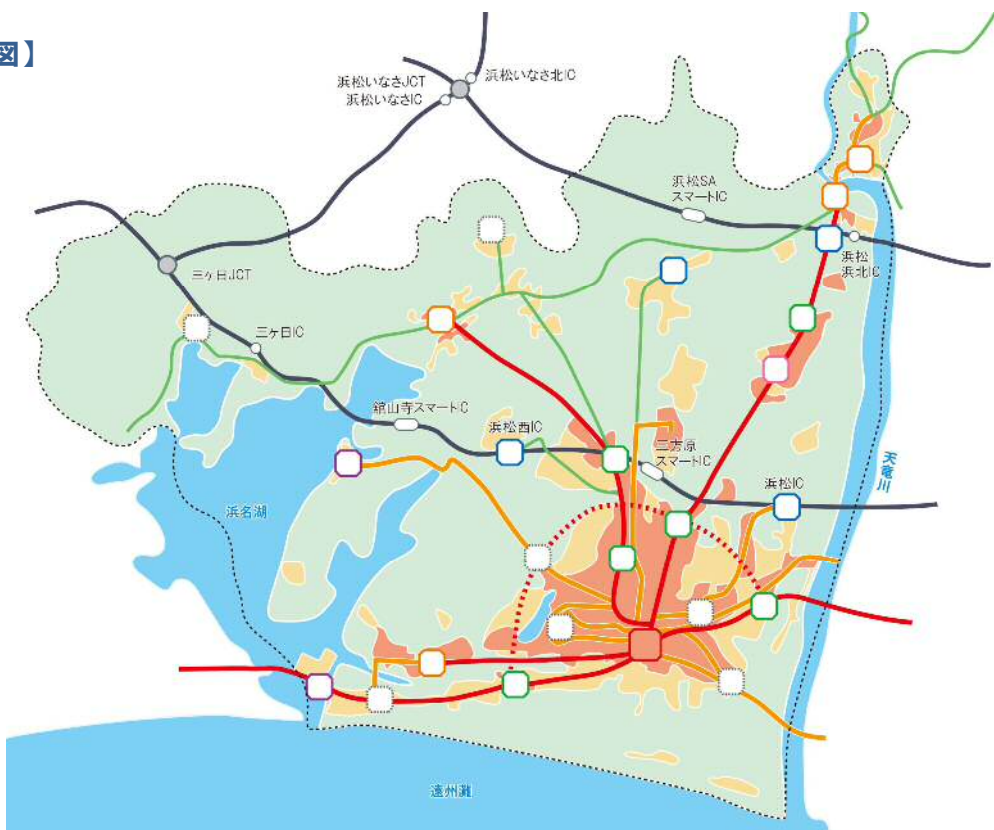 図】
浜松いなさJCT
浜松いなさ北IC
浜松いなさIC
浜松SA
スマートIC
浜松
浜北IC
三ヶ日JCT
三ヶ日IC
舘山寺スマートIC
浜松西IC
三方原
スマートIC
浜松IC
天竜川
浜名湖
遠州灘